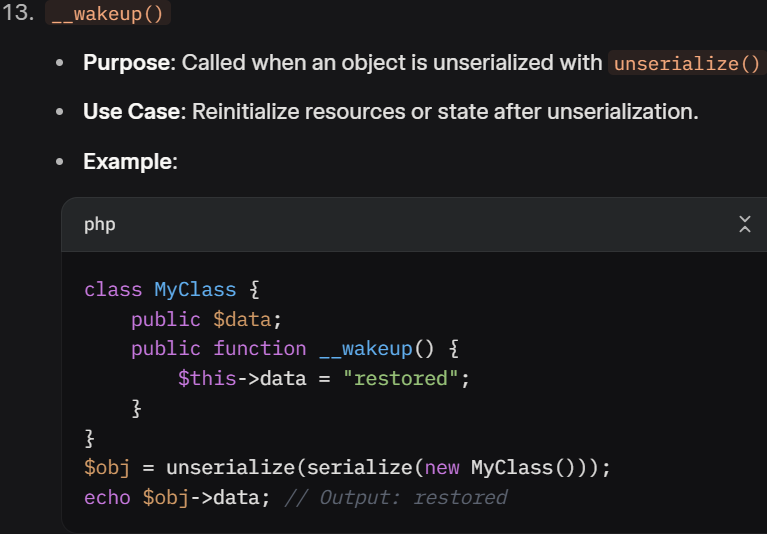 13. __wakeup()
• Purpose: Called when an object is unserialized with unserialize()
• Use Case: Reinitialize resources or state after unserialization.
• Example:
php
class MyClass {
    public $data;
    public function __wakeup() {
        $this->data = "restored";
    }
}
$obj = unserialize(serialize(new MyClass()));
echo $obj->data; // Output: restored